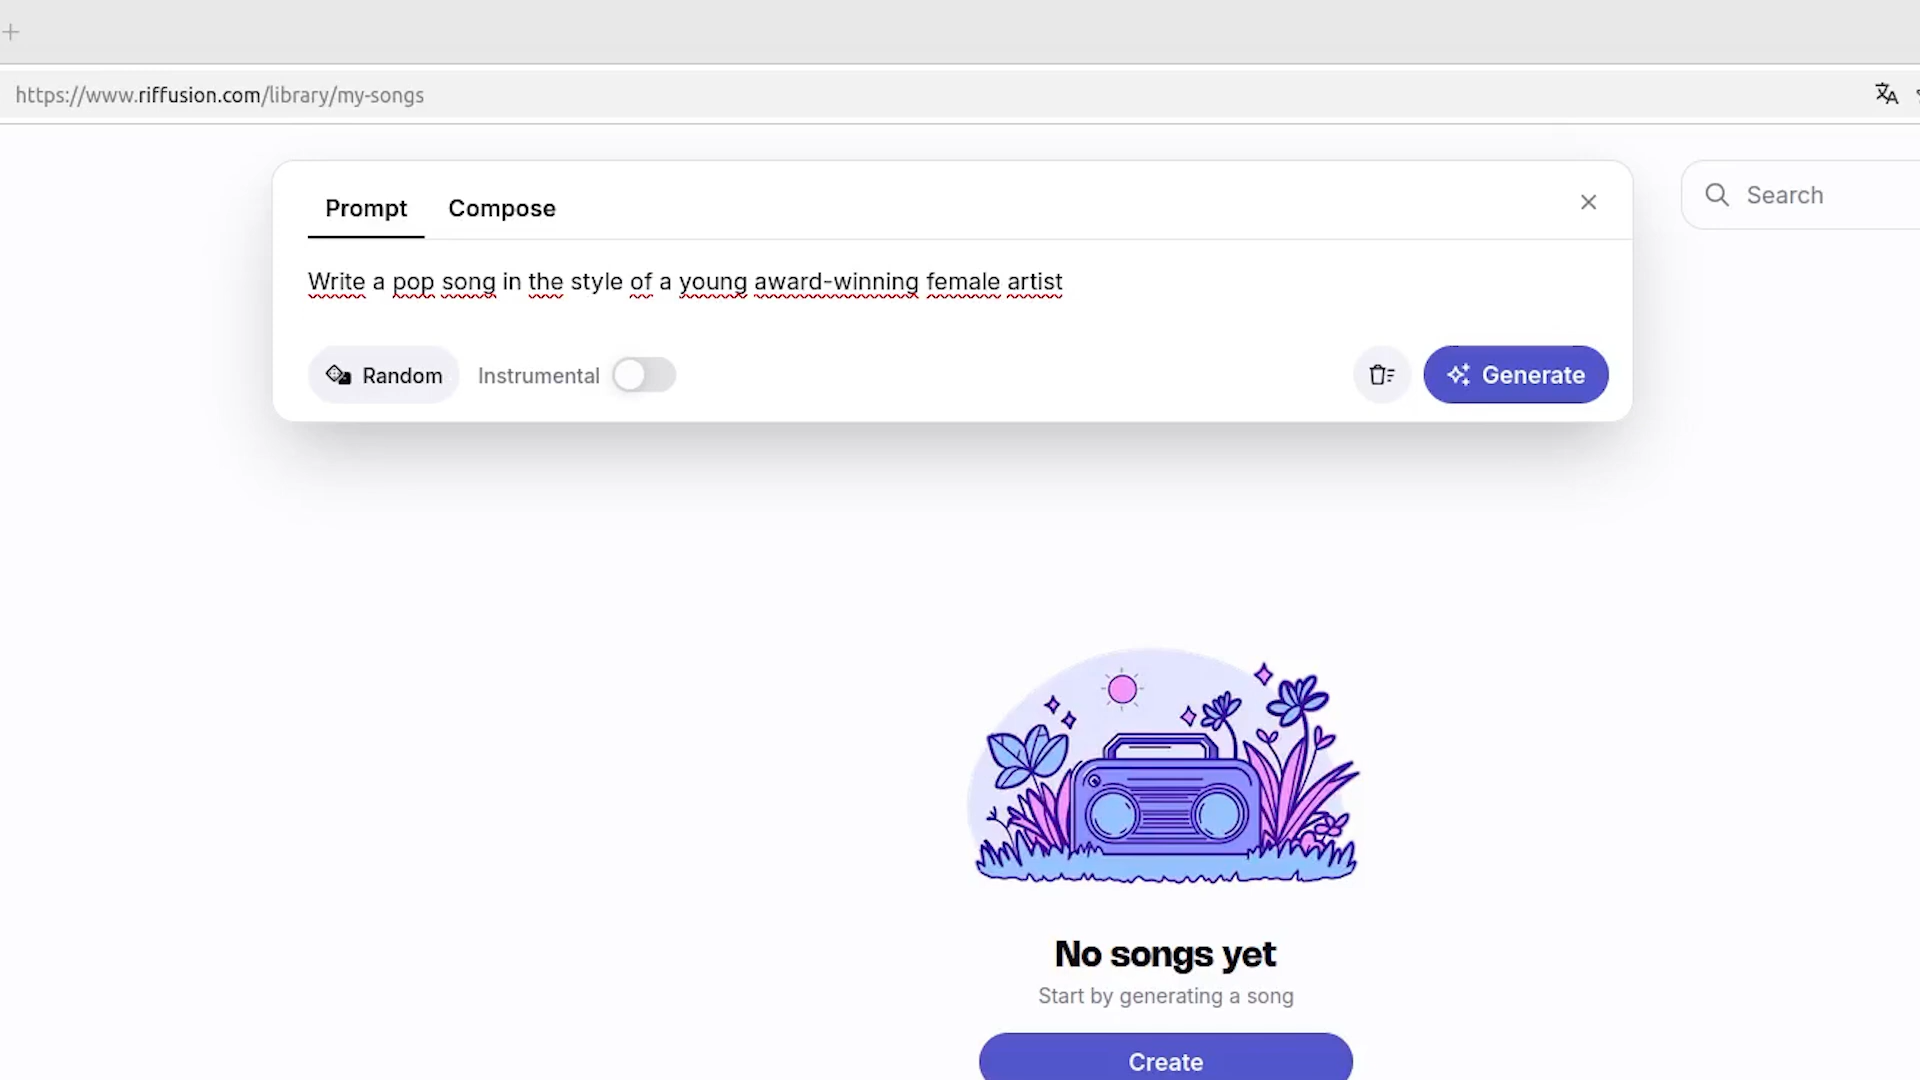 https://www.riffusion.com/library/my-songs
Prompt Compose
Search
Write a pop song in the style of a young award-winning female artist
Random Instrumental Generate
No songs yet
Start by generating a song
Create